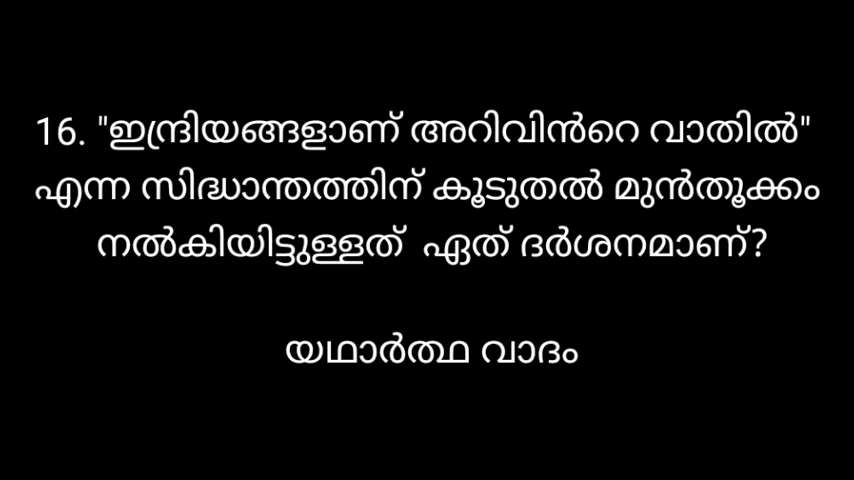 16. "ഇന്ദ്രിയങ്ങളാണ് അറിവിൻറെ വാതിൽ"
എന്ന സിദ്ധാന്തത്തിന് കൂടുതൽ മുൻതൂക്കം
നൽകിയിട്ടുള്ളത് ഏത് ദർശനമാണ്?
യഥാർത്ഥ വാദം